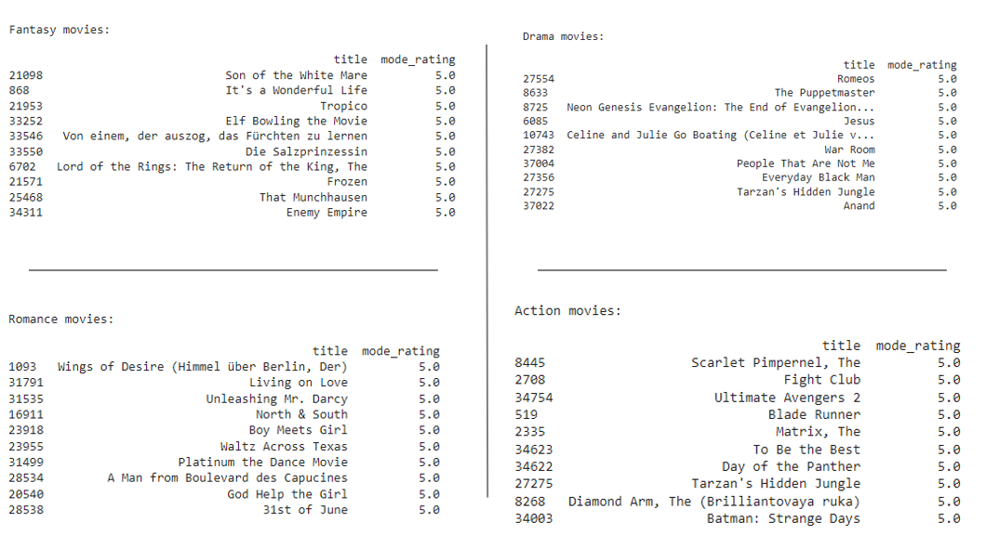 Fantasy movies:
title mode_rating
21098 Son of the White Mare 5.0
868 It's a Wonderful Life 5.0
21953 Tropico 5.0
33252 Elf Bowling the Movie 5.0
33546 Von einem, der auszog, das Fürchten zu lernen 5.0
33550 Die Salzprinzessin 5.0
6702 Lord of the Rings: The Return of the King, The 5.0
21571 Frozen 5.0
25468 That Munchhausen 5.0
34311 Enemy Empire 5.0
Drama movies:
title mode_rating
27554 Romeos 5.0
8633 The Puppetmaster 5.0
8725 Neon Genesis Evangelion: The End of Evangelion... 5.0
6085 Jesus 5.0
10743 Celine and Julie Go Boating (Celine et Julie v... 5.0
27382 War Room 5.0
37004 People That Are Not Me 5.0
27356 Everyday Black Man 5.0
27275 Tarzan's Hidden Jungle 5.0
37022 Anand 5.0
Romance movies:
title mode_rating
1093 Wings of Desire (Himmel über Berlin, Der) 5.0
31791 Living on Love 5.0
31535 Unleashing Mr. Darcy 5.0
16911 North & South 5.0
23918 Boy Meets Girl 5.0
23955 Waltz Across Texas 5.0
31499 Platinum the Dance Movie 5.0
28534 A Man from Boulevard des Capucines 5.0
20540 God Help the Girl 5.0
28538 31st of June 5.0
Action movies:
title mode_rating
8445 Scarlet Pimpernel, The 5.0
2708 Fight Club 5.0
34754 Ultimate Avengers 2 5.0
519 Blade Runner 5.0
2335 Matrix, The 5.0
34623 To Be the Best 5.0
34622 Day of the Panther 5.0
27275 Tarzan's Hidden Jungle 5.0
8268 Diamond Arm, The (Brilliantovaya ruka) 5.0
34003 Batman: Strange Days 5.0